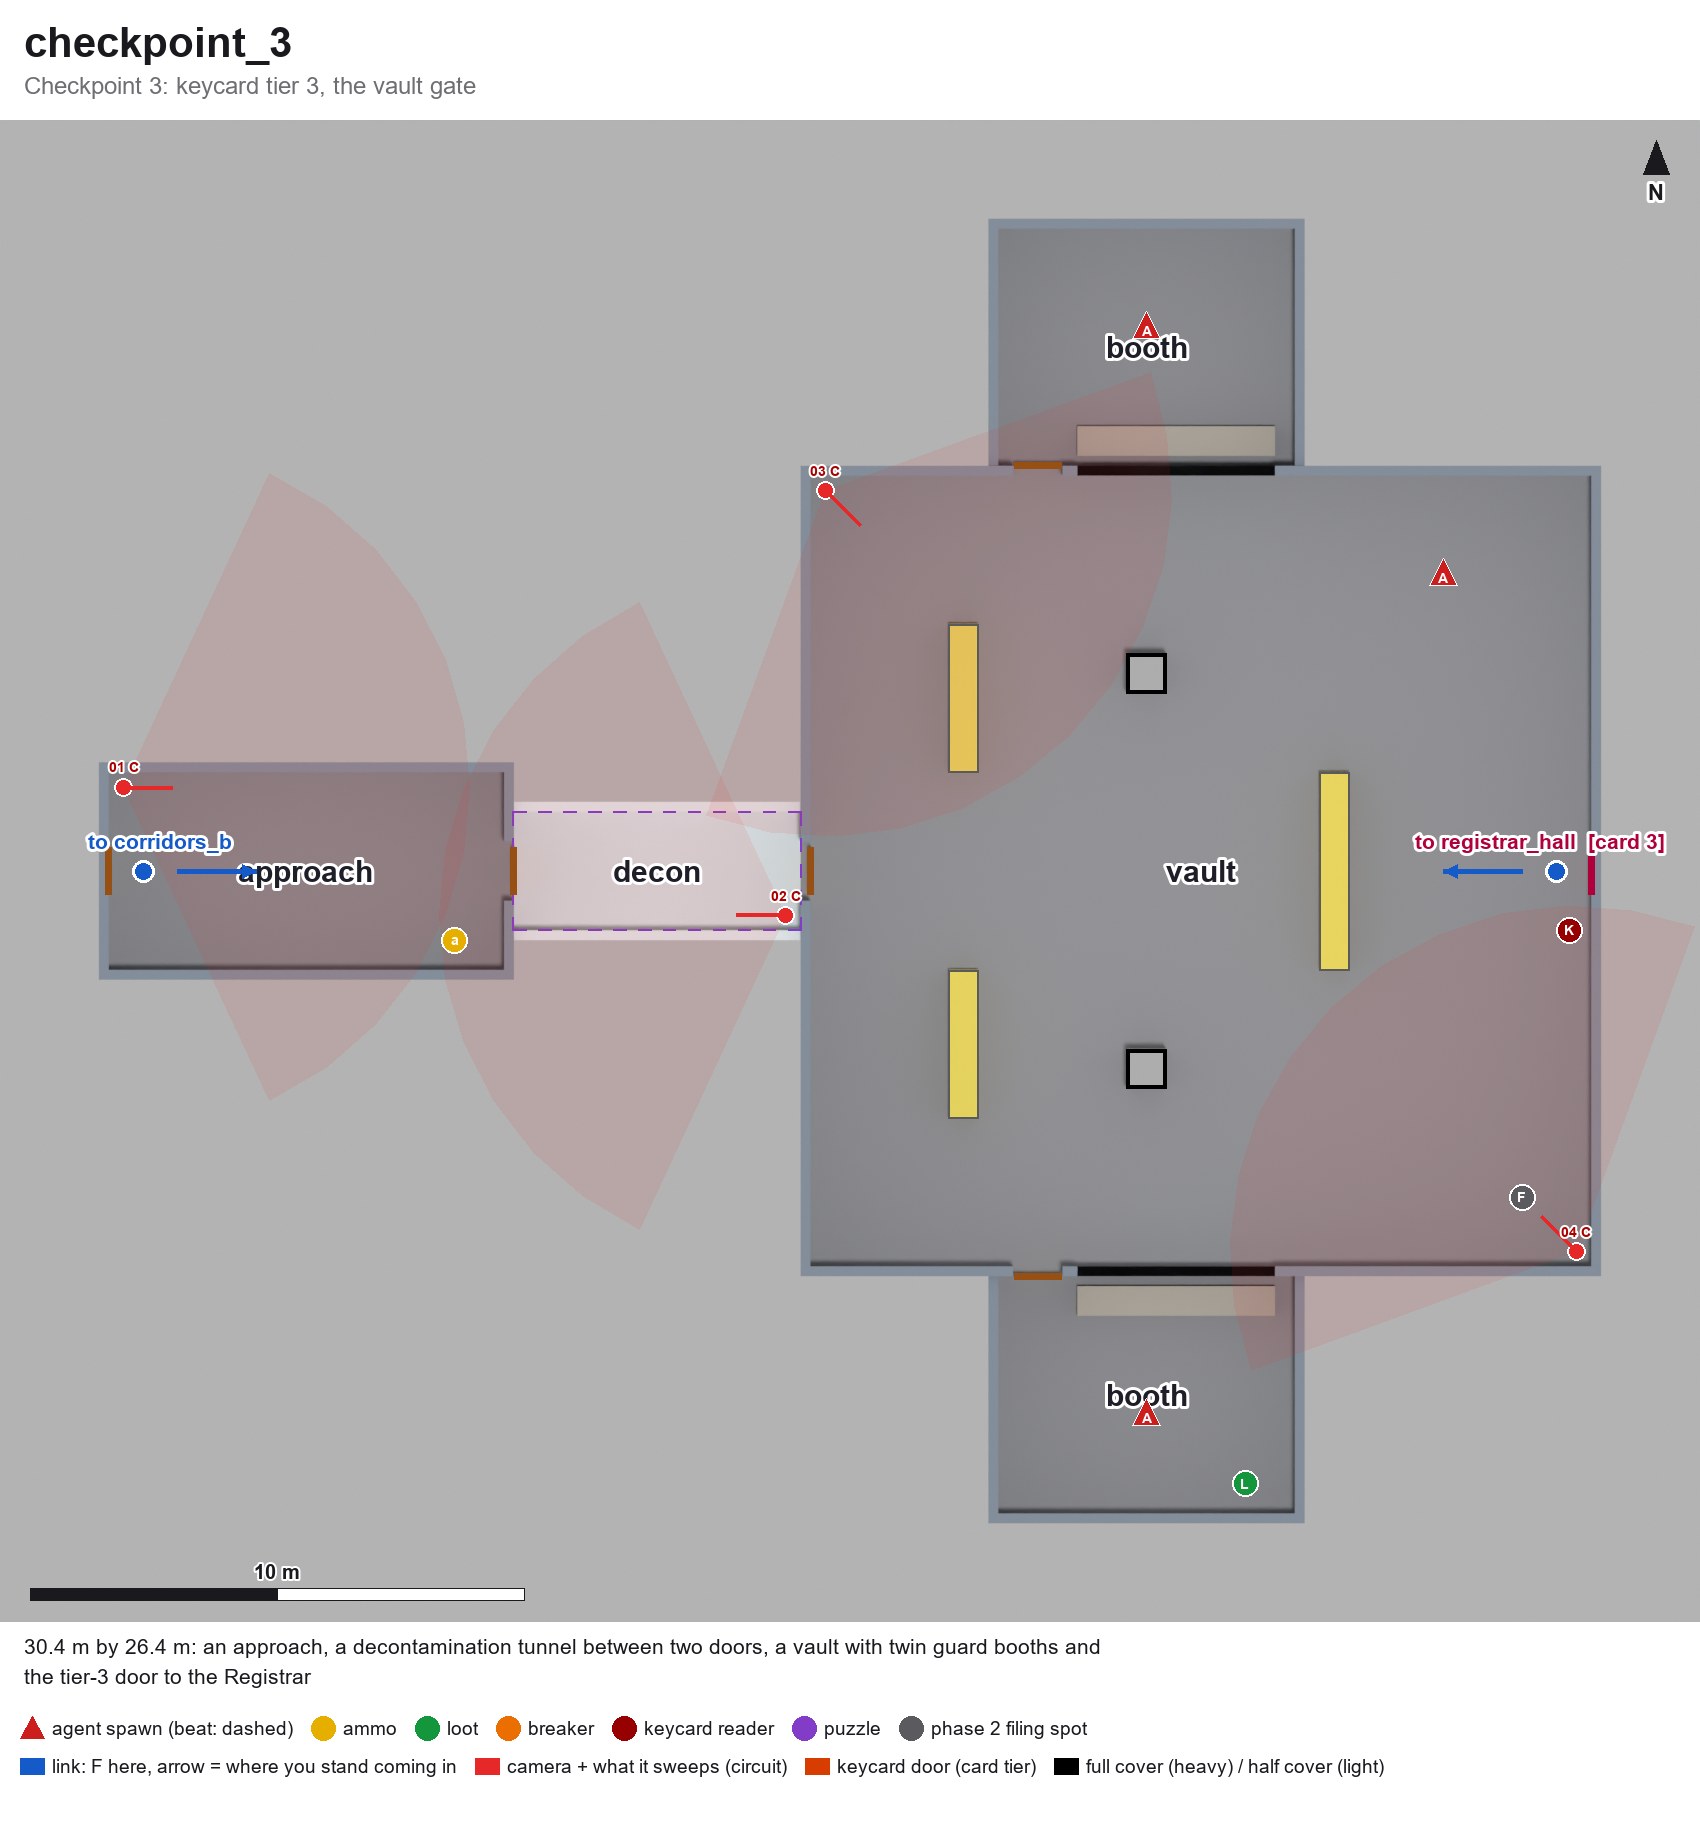 checkpoint_3
Checkpoint 3: keycard tier 3, the vault gate
N
A
booth
03 C
A
01 C
to corridors_b
approach
decon
02 C
a
vault
to registrar_hall [card 3]
K
F
04 C
booth
A
L
10 m
30.4 m by 26.4 m: an approach, a decontamination tunnel between two doors, a vault with twin guard booths and
the tier-3 door to the Registrar
agent spawn (beat: dashed) ammo loot breaker keycard reader puzzle phase 2 filing spot
link: F here, arrow = where you stand coming in camera + what it sweeps (circuit) keycard door (card tier) full cover (heavy) / half cover (light)